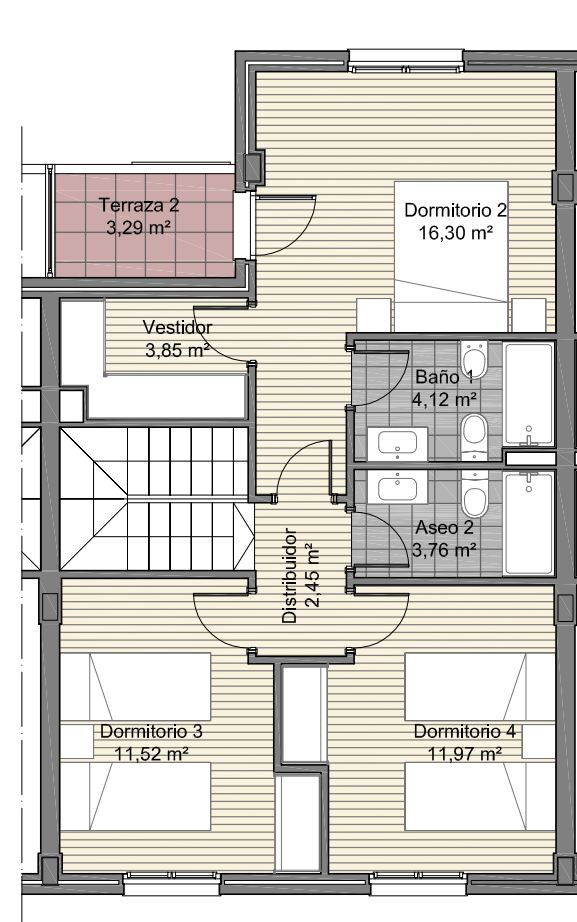 Terraza 2
3,29 m²
Dormitorio 2
16,30 m²
Vestidor
3,85 m²
Baño 1
4,12 m²
Aseo 2
3,76 m²
Distribuidor
2,45 m²
Dormitorio 3
11,52 m²
Dormitorio 4
11,97 m²